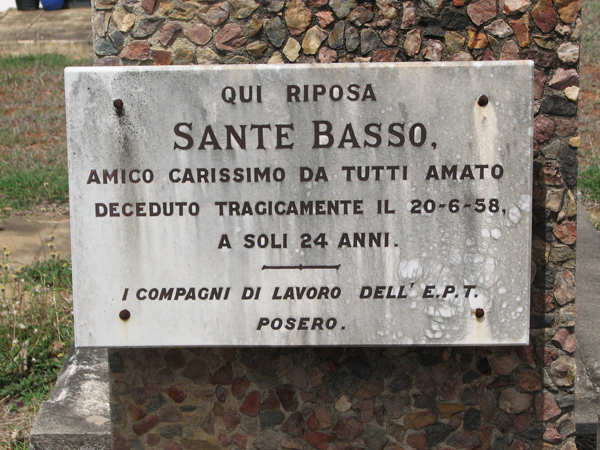 QUI RIPOSA
SANTE BASSO,
AMICO CARISSIMO DA TUTTI AMATO
DECEDUTO TRAGICAMENTE IL 20-6-58,
A SOLI 24 ANNI.
I COMPAGNI DI LAVORO DELL' E.P.T.
POSERO.